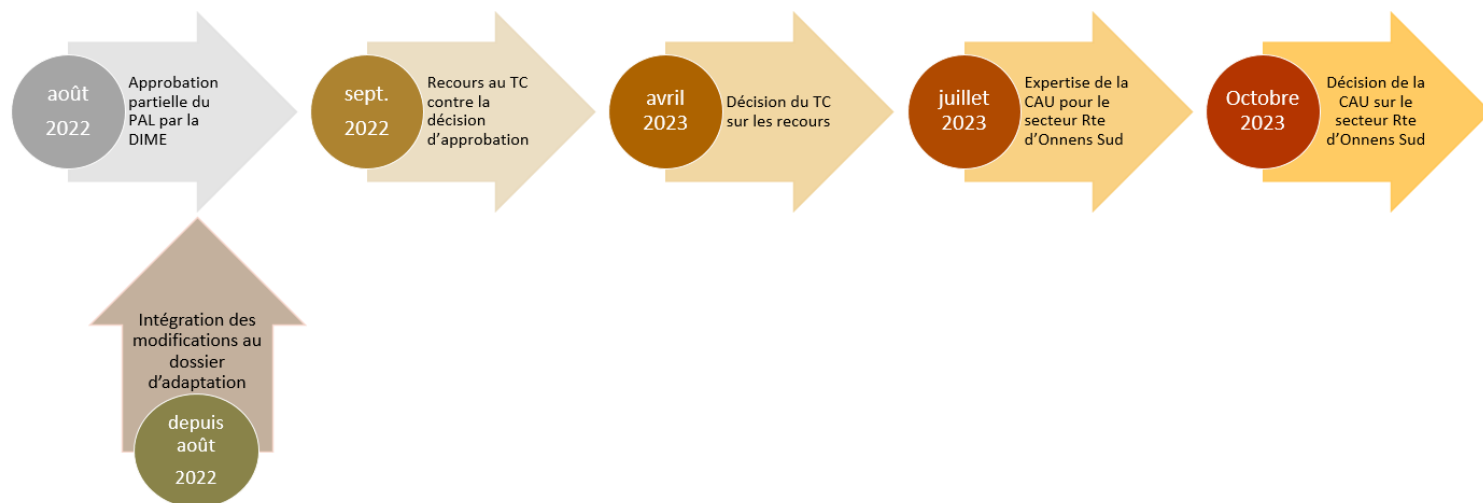 août
2022
Approbation
partielle du
PAL par la
DIME
sept.
2022
Recours au TC
contre la
décision
d'approbation
avril
2023
Décision du TC
sur les recours
juillet
2023
Expertise de la
CAU pour le
secteur Rte
d'Onnens Sud
Octobre
2023
Décision de la
CAU sur le
secteur Rte
d'Onnens Sud
Intégration des
modifications au
dossier
d'adaptation
depuis
août
2022